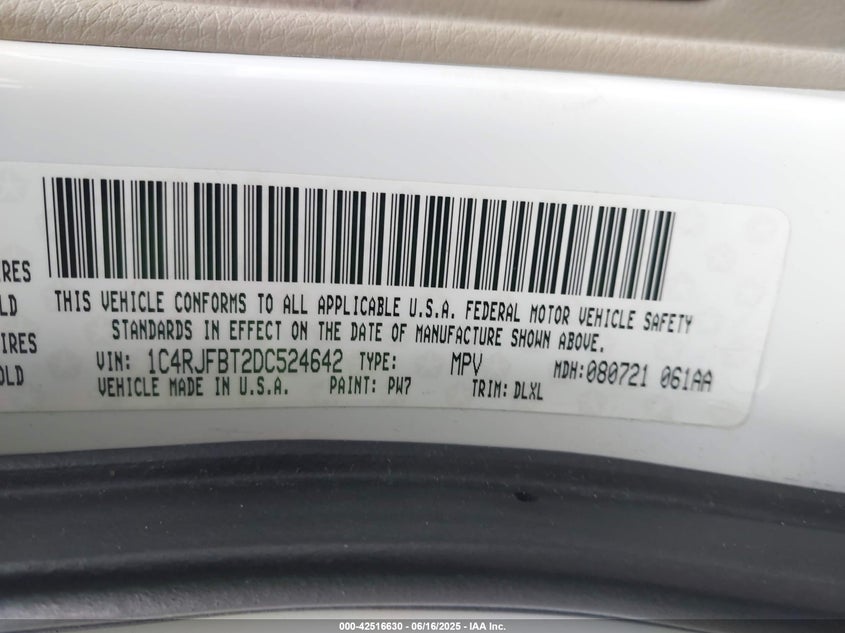 IRES
LD
IRES
OLD
THIS VEHICLE CONFORMS TO ALL APPLICABLE U.S.A. FEDERAL MOTOR VEHICLE SAFETY
STANDARDS IN EFFECT ON THE DATE OF MANUFACTURE SHOWN ABOVE.
VIN: 1C4RJFBT2DC524642 TYPE: MPV MDH:080721 061AA
VEHICLE MADE IN U.S.A. PAINT: PW7 TRIM: DLXL
000-42516630 - 06/16/2025 - IAA Inc.